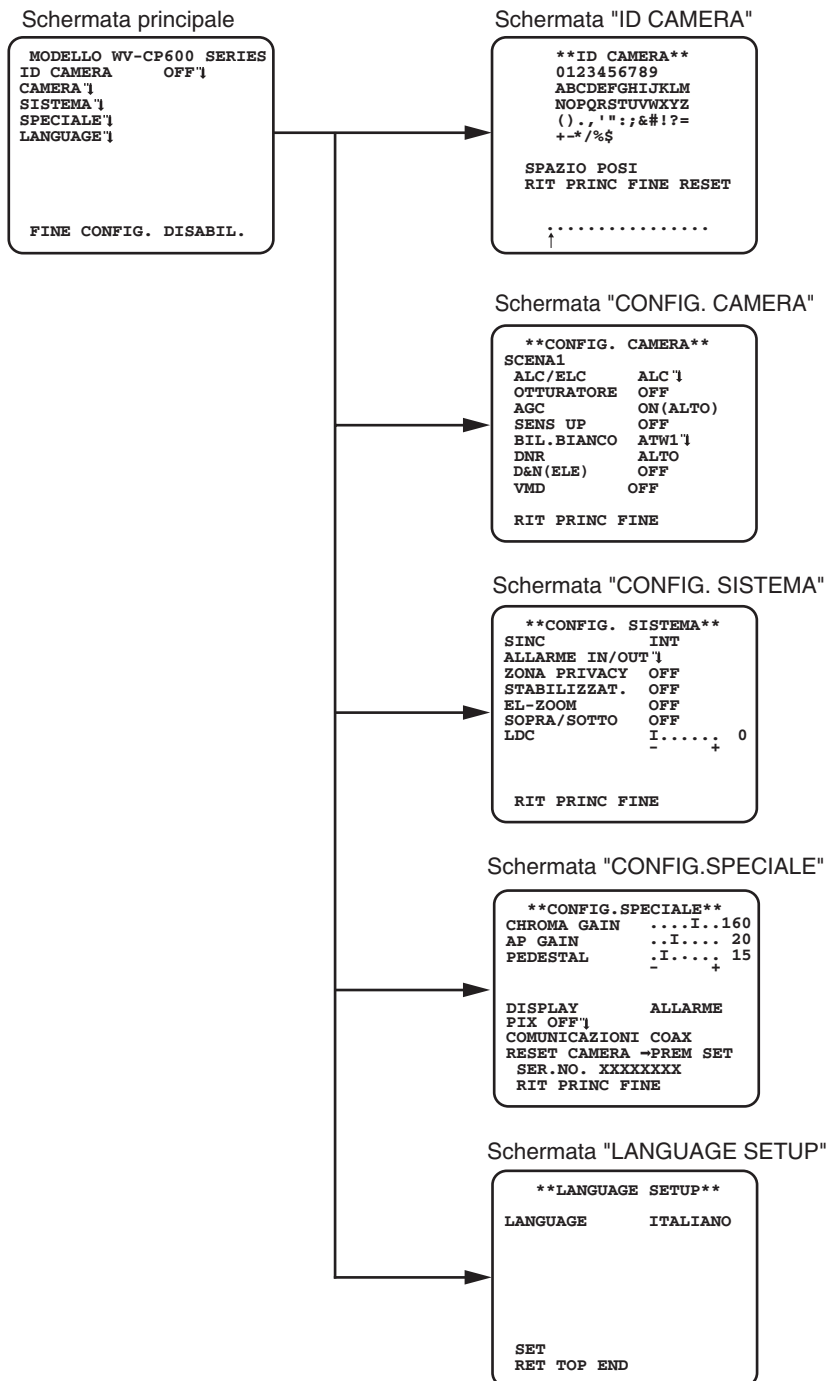 Schermata principale
MODELLO WV-CP600 SERIES
ID CAMERA OFF
CAMERA
SISTEMA
SPECIALE
LANGUAGE
FINE CONFIG. DISABIL.
Schermata "ID CAMERA"
**ID CAMERA**
0123456789
ABCDEFGHIJKLM
NOPQRSTUVWXYZ
().,'":;&#!?=
+-*/%$
SPAZIO POSI
RIT PRINC FINE RESET
................
↑
Schermata "CONFIG. CAMERA"
**CONFIG. CAMERA**
SCENA1
ALC/ELC ALC
OTTURATORE OFF
AGC ON(ALTO)
SENS UP OFF
BIL.BIANCO ATW1
DNR ALTO
D&N(ELE) OFF
VMD OFF
RIT PRINC FINE
Schermata "CONFIG. SISTEMA"
**CONFIG. SISTEMA**
SINC INT
ALLARME IN/OUT
ZONA PRIVACY OFF
STABILIZZAT. OFF
EL-ZOOM OFF
SOPRA/SOTTO OFF
LDC I...... 0
- +
RIT PRINC FINE
Schermata "CONFIG.SPECIALE"
**CONFIG.SPECIALE**
CHROMA GAIN ....I..160
AP GAIN ..I.... 20
PEDESTAL .I..... 15
- +
DISPLAY ALLARME
PIX OFF
COMUNICAZIONI COAX
RESET CAMERA →PREM SET
SER.NO. XXXXXXXX
RIT PRINC FINE
Schermata "LANGUAGE SETUP"
**LANGUAGE SETUP**
LANGUAGE ITALIANO
SET
RET TOP END